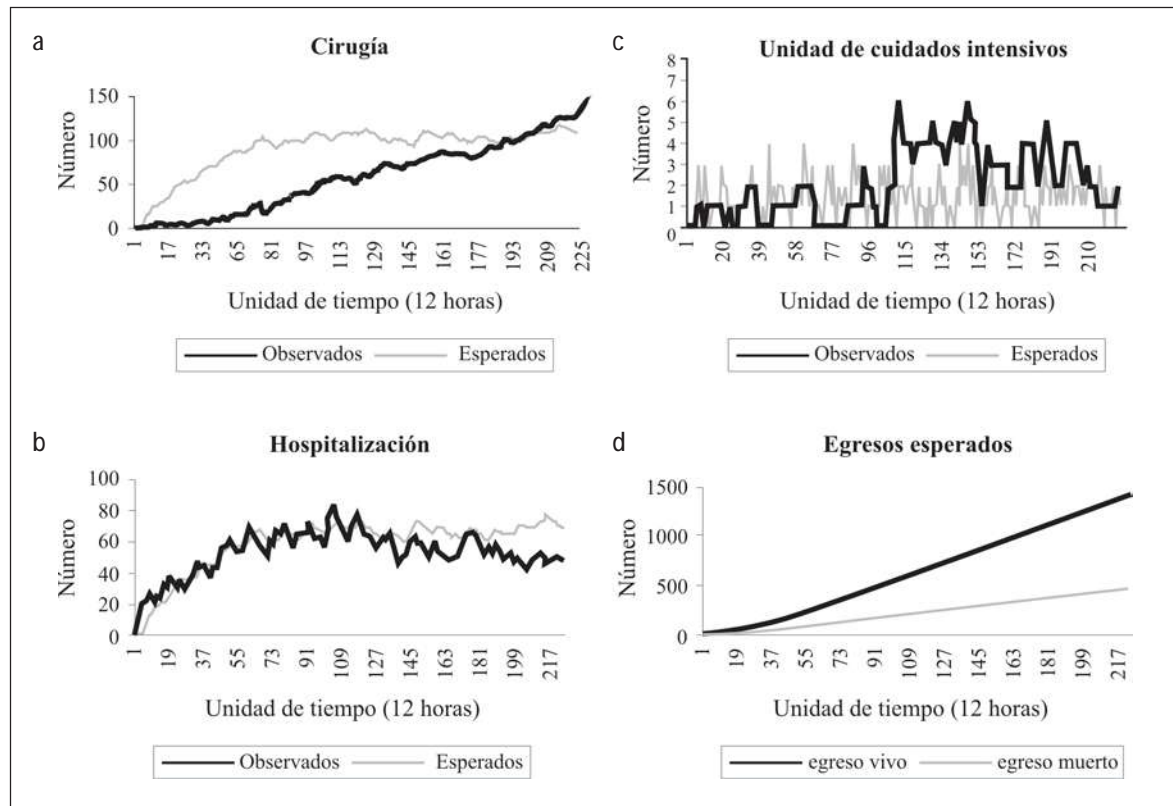 a
Cirugía
Número
150
100
50
0
1 17 33 65 81 97 113 129 145 161 177 193 209 225
Unidad de tiempo (12 horas)
Observados Esperados
c
Unidad de cuidados intensivos
Número
8
7
6
5
4
3
2
1
0
1 20 39 58 77 96 115 134 153 172 191 210
Unidad de tiempo (12 horas)
Observados Esperados
b
Hospitalización
Número
100
80
60
40
20
0
1 19 37 55 73 91 109 127 145 163 181 199 217
Unidad de tiempo (12 horas)
Observados Esperados
d
Egresos esperados
Número
1500
1000
500
0
1 19 37 55 73 91 109 127 145 163 181 199 217
Unidad de tiempo (12 horas)
egreso vivo egreso muerto